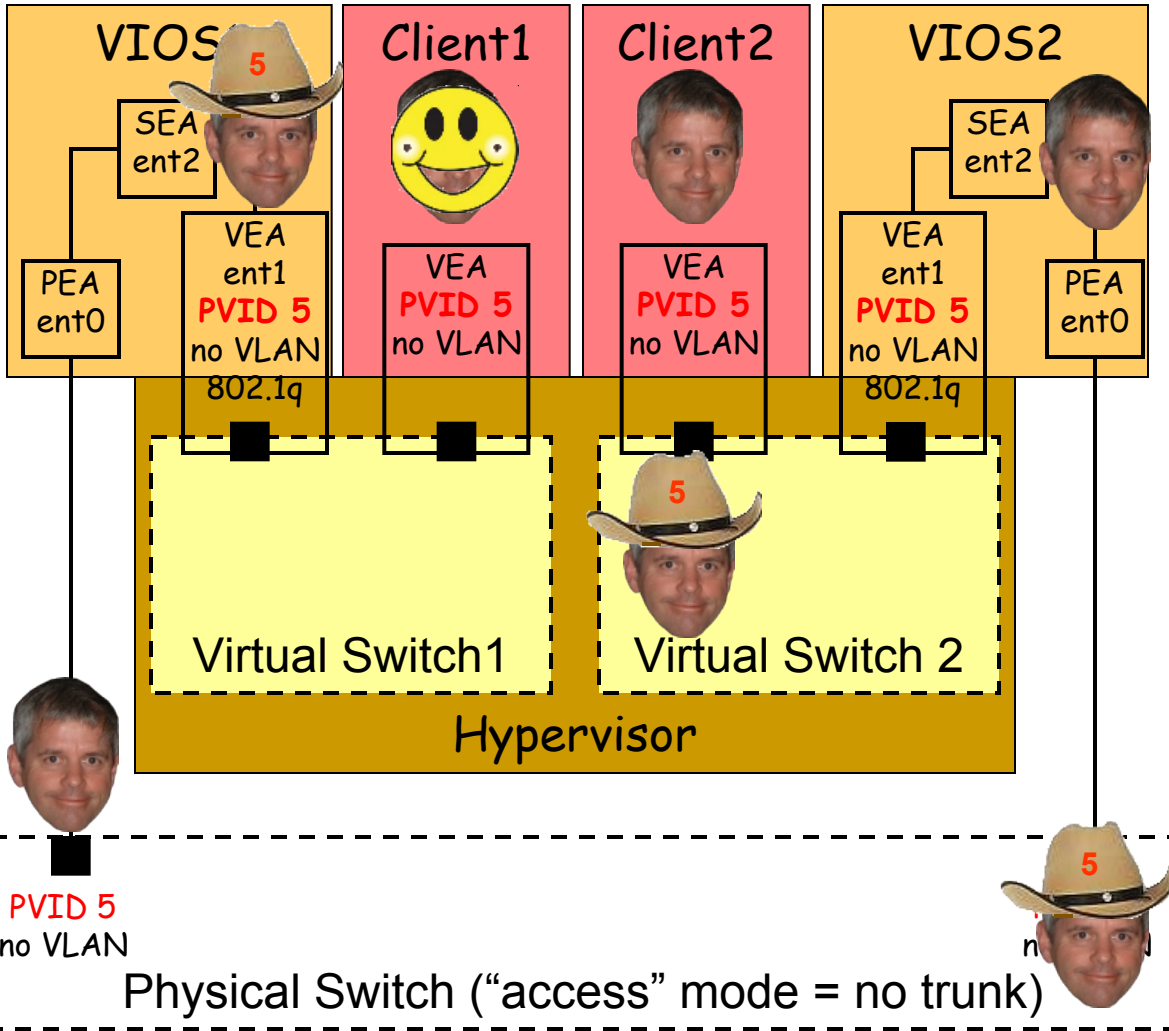 VIOS
Client1
Client2
VIOS2
5
SEA
ent2
SEA
ent2
VEA
ent1
PVID 5
no VLAN
802.1q
VEA
PVID 5
no VLAN
VEA
PVID 5
no VLAN
VEA
ent1
PVID 5
no VLAN
802.1q
PEA
ent0
PEA
ent0
5
Virtual Switch1
Virtual Switch 2
Hypervisor
5
PVID 5
no VLAN
Physical Switch (“access” mode = no trunk)